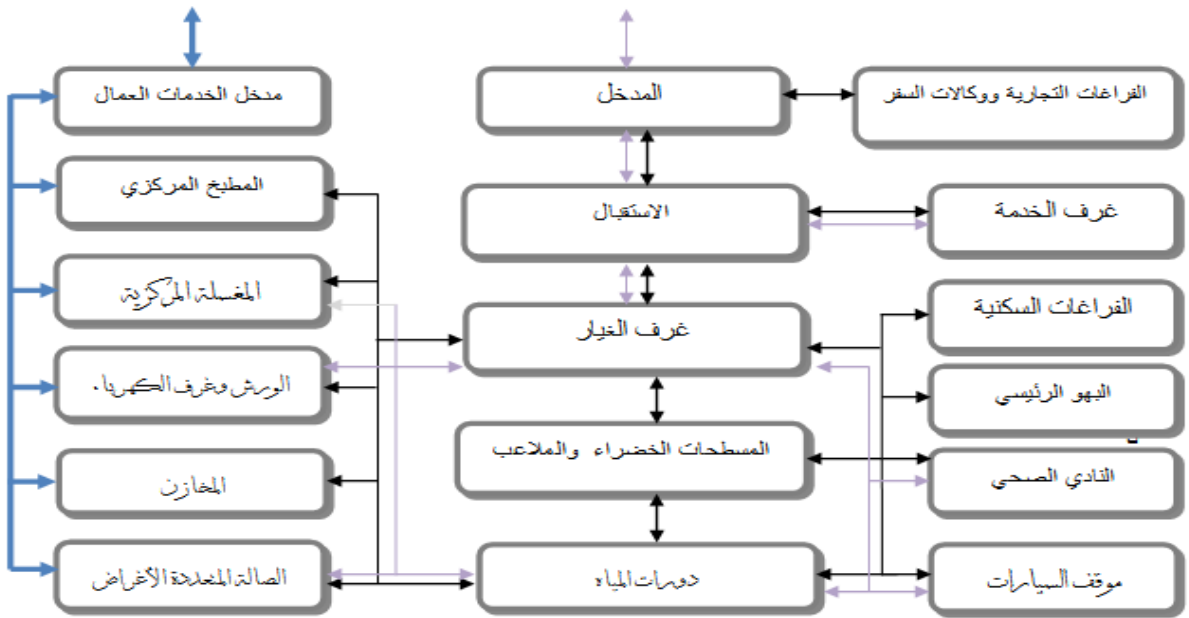 الفراغات التجارية ووكالات السفر
المدخل
مدخل الخدمات العمال
غرف الخدمة
الاستقبال
المطبخ المركزي
الفراغات السكنية
غرف الغيار
المغسلة المركزية
البهو الرئيسي
الورش وغرف الكهرباء.
النادي الصحي
المسطحات الخضراء والملاعب
المخازن
موقف السيارات
دورات المياه
الصالة المتعددة الأغراض